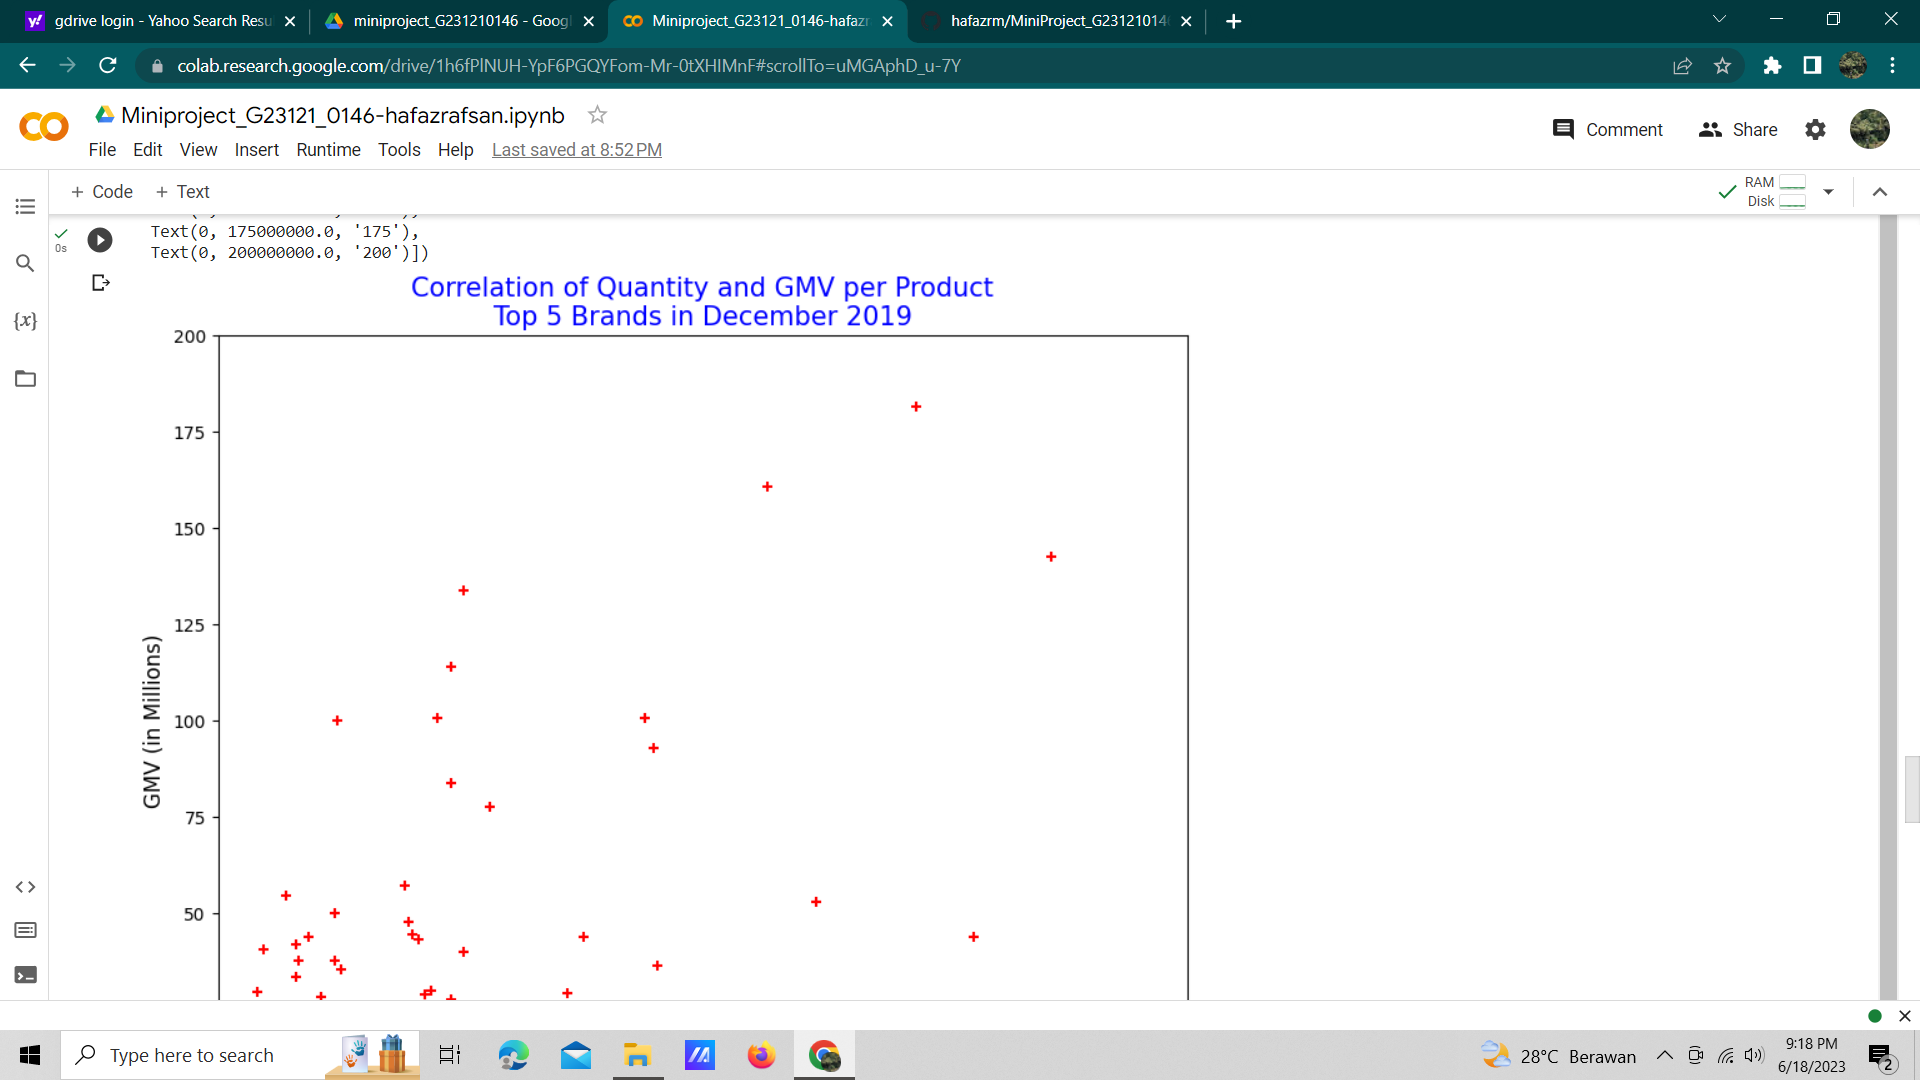 gdrive login - Yahoo Search Resu
miniproject_G231210146 - Googl
Miniproject_G23121_0146-hafazr
hafazrm/MiniProject_G23121014
colab.research.google.com/drive/1h6fPlNUH-YpF6PGQYFom-Mr-0tXHIMnF#scrollTo=uMGAphD_u-7Y
Miniproject_G23121_0146-hafazrafsan.ipynb
Comment
Share
File Edit View Insert Runtime Tools Help Last saved at 8:52 PM
+ Code + Text
RAM
Disk
{x}
0s
Text(0, 175000000.0, '175'),
Text(0, 200000000.0, '200')])
Correlation of Quantity and GMV per Product
Top 5 Brands in December 2019
200
175
150
125
100
75
50
GMV (in Millions)
Type here to search
28°C Berawan
9:18 PM
6/18/2023
2